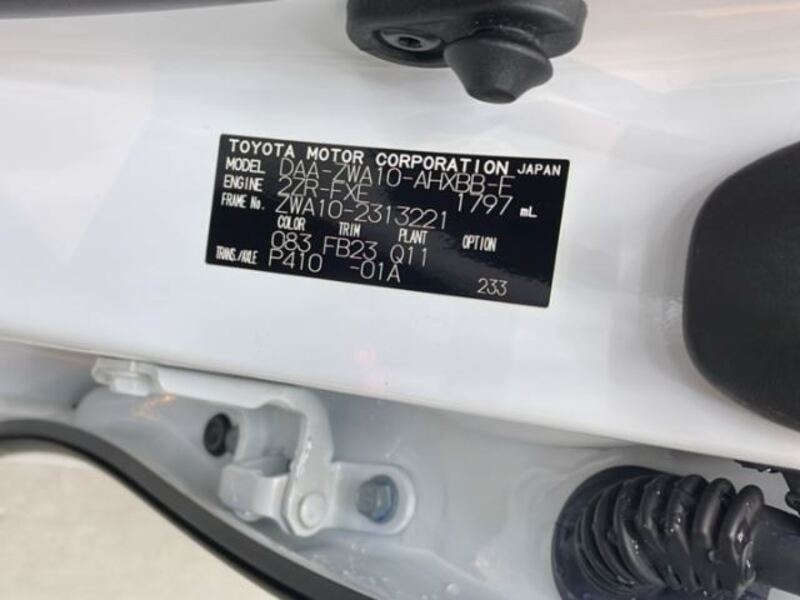 TOYOTA MOTOR CORPORATION JAPAN
MODEL DAA-ZWA10-AHXBB-E
ENGINE 2ZR-FXE 1797 mL
FRAME No. ZWA10-2313221
COLOR TRIM PLANT OPTION
083 FB23 Q11
TRANS./AXLE P410 -01A 233